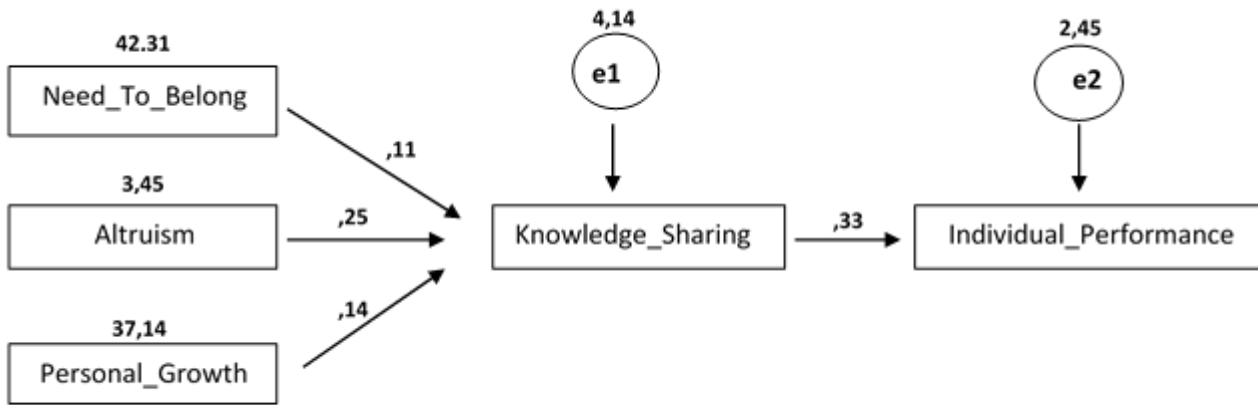 42.31
Need_To_Belong
,11
3,45
Altruism
,25
37,14
Personal_Growth
,14
4,14
e1
Knowledge_Sharing
,33
2,45
e2
Individual_Performance